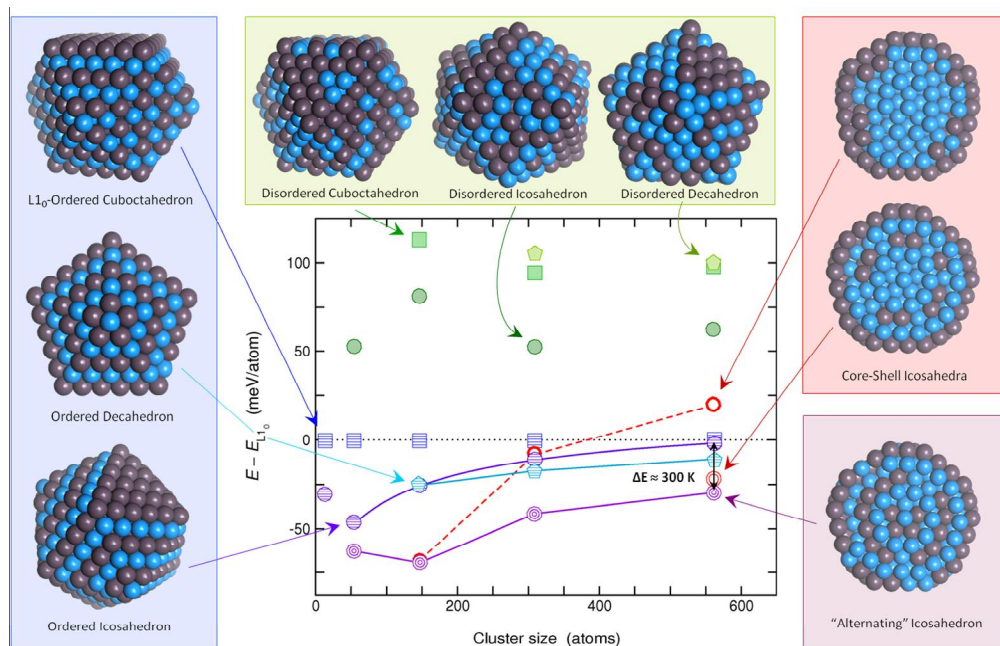 L1₀-Ordered Cuboctahedron
Ordered Decahedron
Ordered Icosahedron
Disordered Cuboctahedron
Disordered Icosahedron
Disordered Decahedron
Core-Shell Icosahedra
"Alternating" Icosahedron
E − E_L1₀ (meV/atom)
100
50
0
-50
ΔE ≈ 300 K
0
200
400
600
Cluster size (atoms)